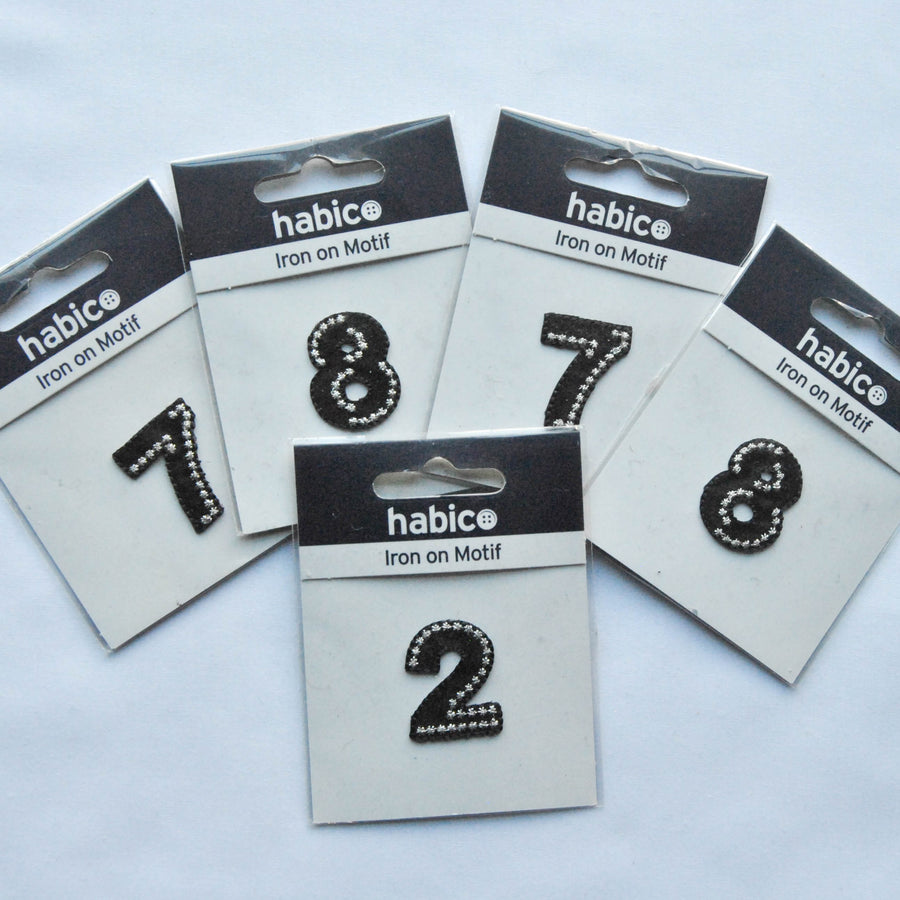 habico
Iron on Motif
7
habico
Iron on Motif
8
habico
Iron on Motif
7
habico
Iron on Motif
8
habico
Iron on Motif
2